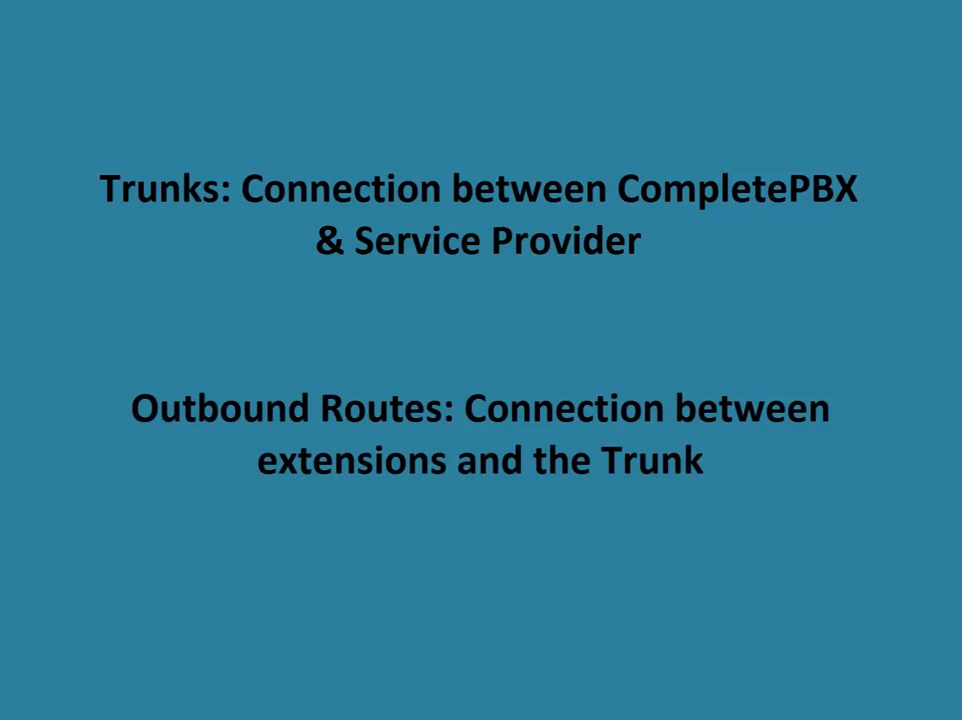 Trunks: Connection between CompletePBX
& Service Provider
Outbound Routes: Connection between
extensions and the Trunk